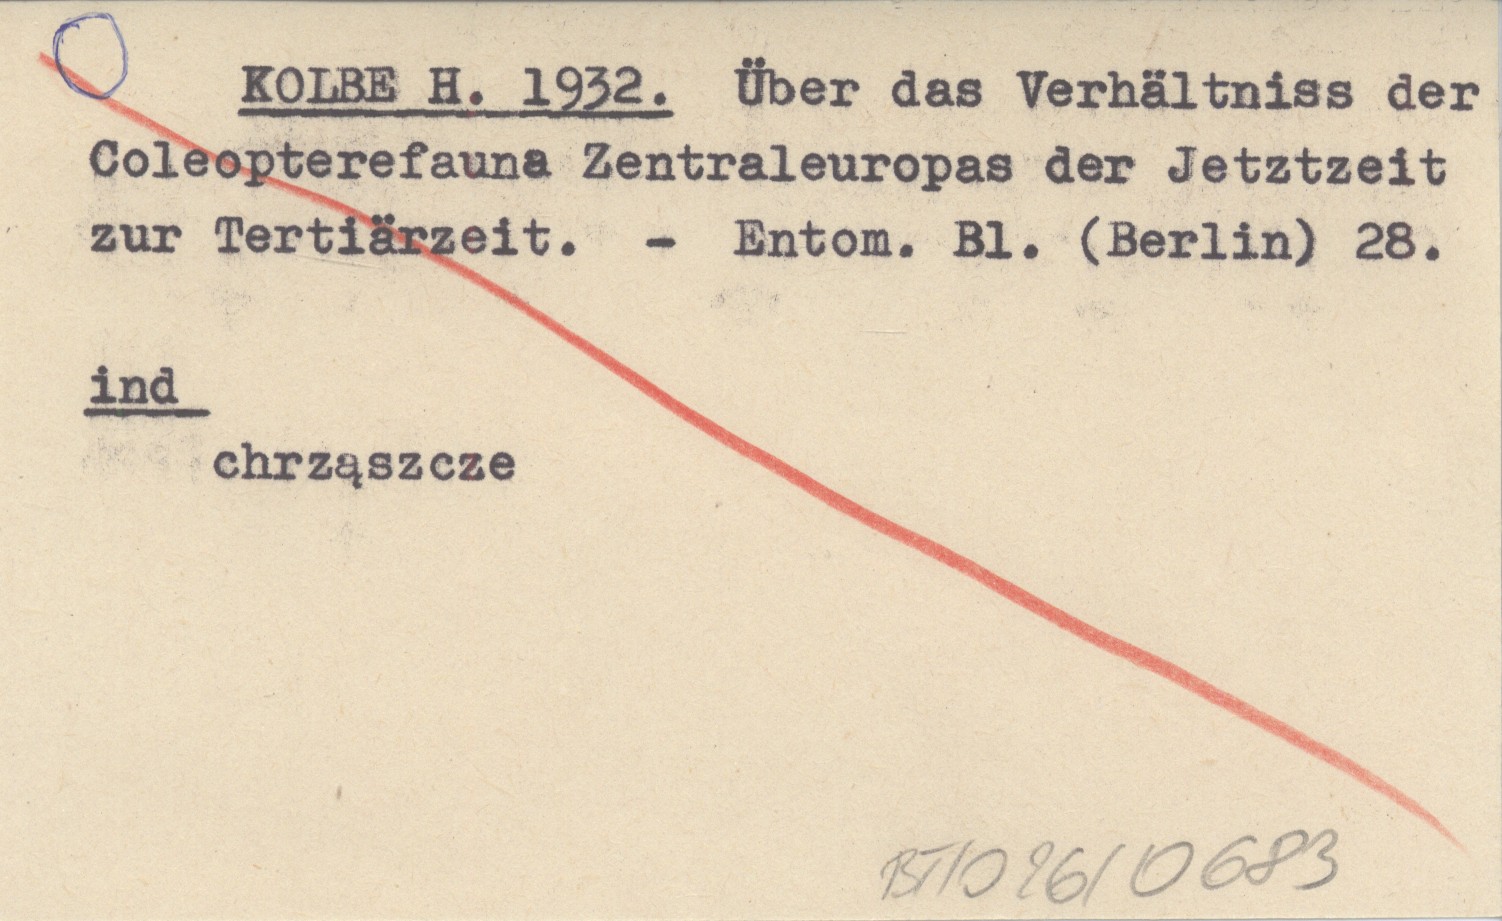 KOLBE H. 1932. Über das Verhältniss der
Coleopterefauna Zentraleuropas der Jetztzeit
zur Tertiärzeit. - Entom. Bl. (Berlin) 28.
ind
chrząszcze
BT/096/0683